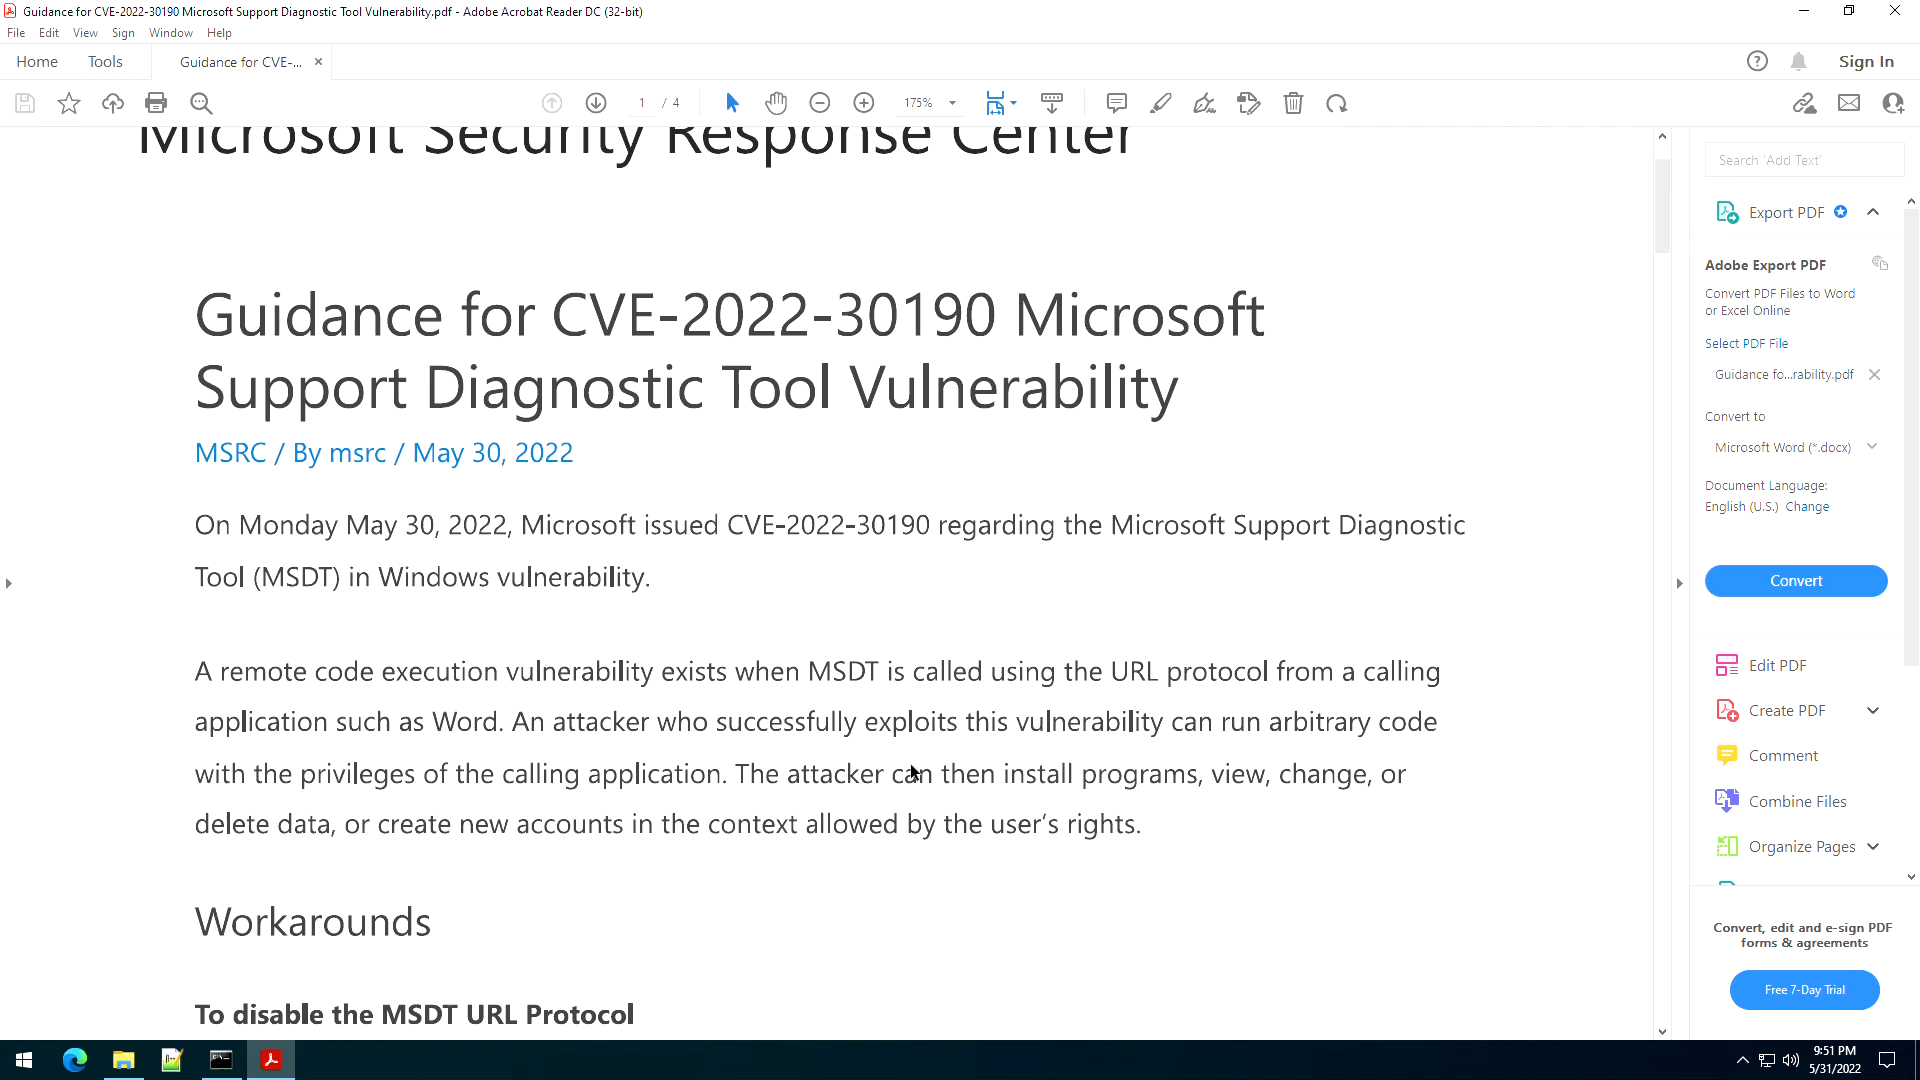 Guidance for CVE-2022-30190 Microsoft Support Diagnostic Tool Vulnerability.pdf - Adobe Acrobat Reader DC (32-bit)
File Edit View Sign Window Help
Home Tools Guidance for CVE-... ×
Sign In
1 / 4
175%
Microsoft Security Response Center
Guidance for CVE-2022-30190 Microsoft
Support Diagnostic Tool Vulnerability
MSRC / By msrc / May 30, 2022
On Monday May 30, 2022, Microsoft issued CVE-2022-30190 regarding the Microsoft Support Diagnostic
Tool (MSDT) in Windows vulnerability.
A remote code execution vulnerability exists when MSDT is called using the URL protocol from a calling
application such as Word. An attacker who successfully exploits this vulnerability can run arbitrary code
with the privileges of the calling application. The attacker can then install programs, view, change, or
delete data, or create new accounts in the context allowed by the user’s rights.
Workarounds
To disable the MSDT URL Protocol
Search 'Add Text'
Export PDF
Adobe Export PDF
Convert PDF Files to Word
or Excel Online
Select PDF File
Guidance fo...rability.pdf
Convert to
Microsoft Word (*.docx)
Document Language:
English (U.S.) Change
Convert
Edit PDF
Create PDF
Comment
Combine Files
Organize Pages
Convert, edit and e-sign PDF
forms & agreements
Free 7-Day Trial
9:51 PM
5/31/2022